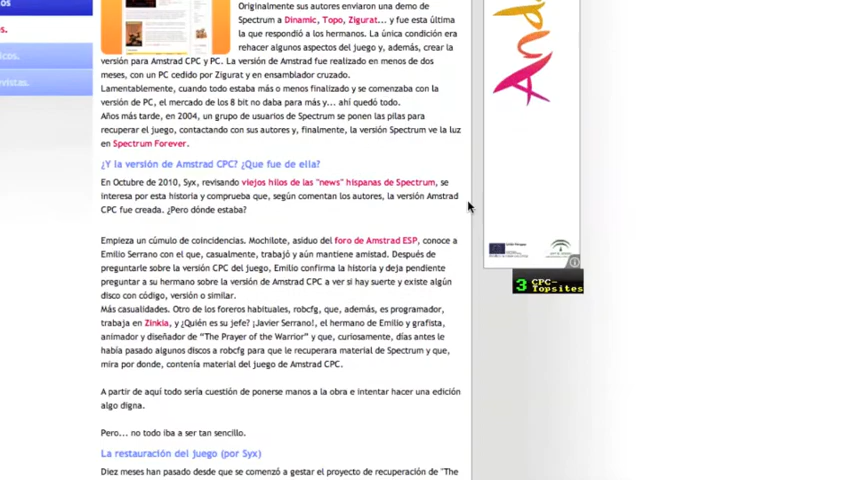 Originalmente sus autores enviaron una demo de
Spectrum a Dinamic, Topo, Zigurat... y fue esta última
la que respondió a los hermanos. La única condición era
rehacer algunos aspectos del juego y, además, crear la
versión para Amstrad CPC y PC. La versión de Amstrad fue realizado en menos de dos
meses, con un PC cedido por Zigurat y en ensamblador cruzado.
Lamentablemente, cuando todo estaba más o menos finalizado y se comenzaba con la
versión de PC, el mercado de los 8 bit no daba para más y... ahí quedó todo.
Años más tarde, en 2004, un grupo de usuarios de Spectrum se ponen las pilas para
recuperar el juego, contactando con sus autores y, finalmente, la versión Spectrum ve la luz
en Spectrum Forever.
¿Y la versión de Amstrad CPC? ¿Que fue de ella?
En Octubre de 2010, Syx, revisando viejos hilos de las "news" hispanas de Spectrum, se
interesa por esta historia y comprueba que, según comentan los autores, la versión Amstrad
CPC fue creada. ¿Pero dónde estaba?
Empieza un cúmulo de coincidencias. Mochilote, asiduo del foro de Amstrad ESP, conoce a
Emilio Serrano con el que, casualmente, trabajó y aún mantiene amistad. Después de
preguntarle sobre la versión CPC del juego, Emilio confirma la historia y deja pendiente
preguntar a su hermano sobre la versión de Amstrad CPC a ver si hay suerte y existe algún
disco con código, versión o similar.
Más casualidades. Otro de los foreros habituales, robcfg, que, además, es programador,
trabaja en Zinkia, y ¿Quién es su jefe? ¡Javier Serrano!, el hermano de Emilio y grafista,
animador y diseñador de "The Prayer of the Warrior" y que, curiosamente, días antes le
había pasado algunos discos a robcfg para que le recuperara material de Spectrum y que,
mira por donde, contenía material del juego de Amstrad CPC.
A partir de aquí todo sería cuestión de ponerse manos a la obra e intentar hacer una edición
algo digna.
Pero... no todo iba a ser tan sencillo.
La restauración del juego (por Syx)
Diez meses han pasado desde que se comenzó a gestar el proyecto de recuperación de "The
s.
icos.
vistas.
3 CPC-
Topsites